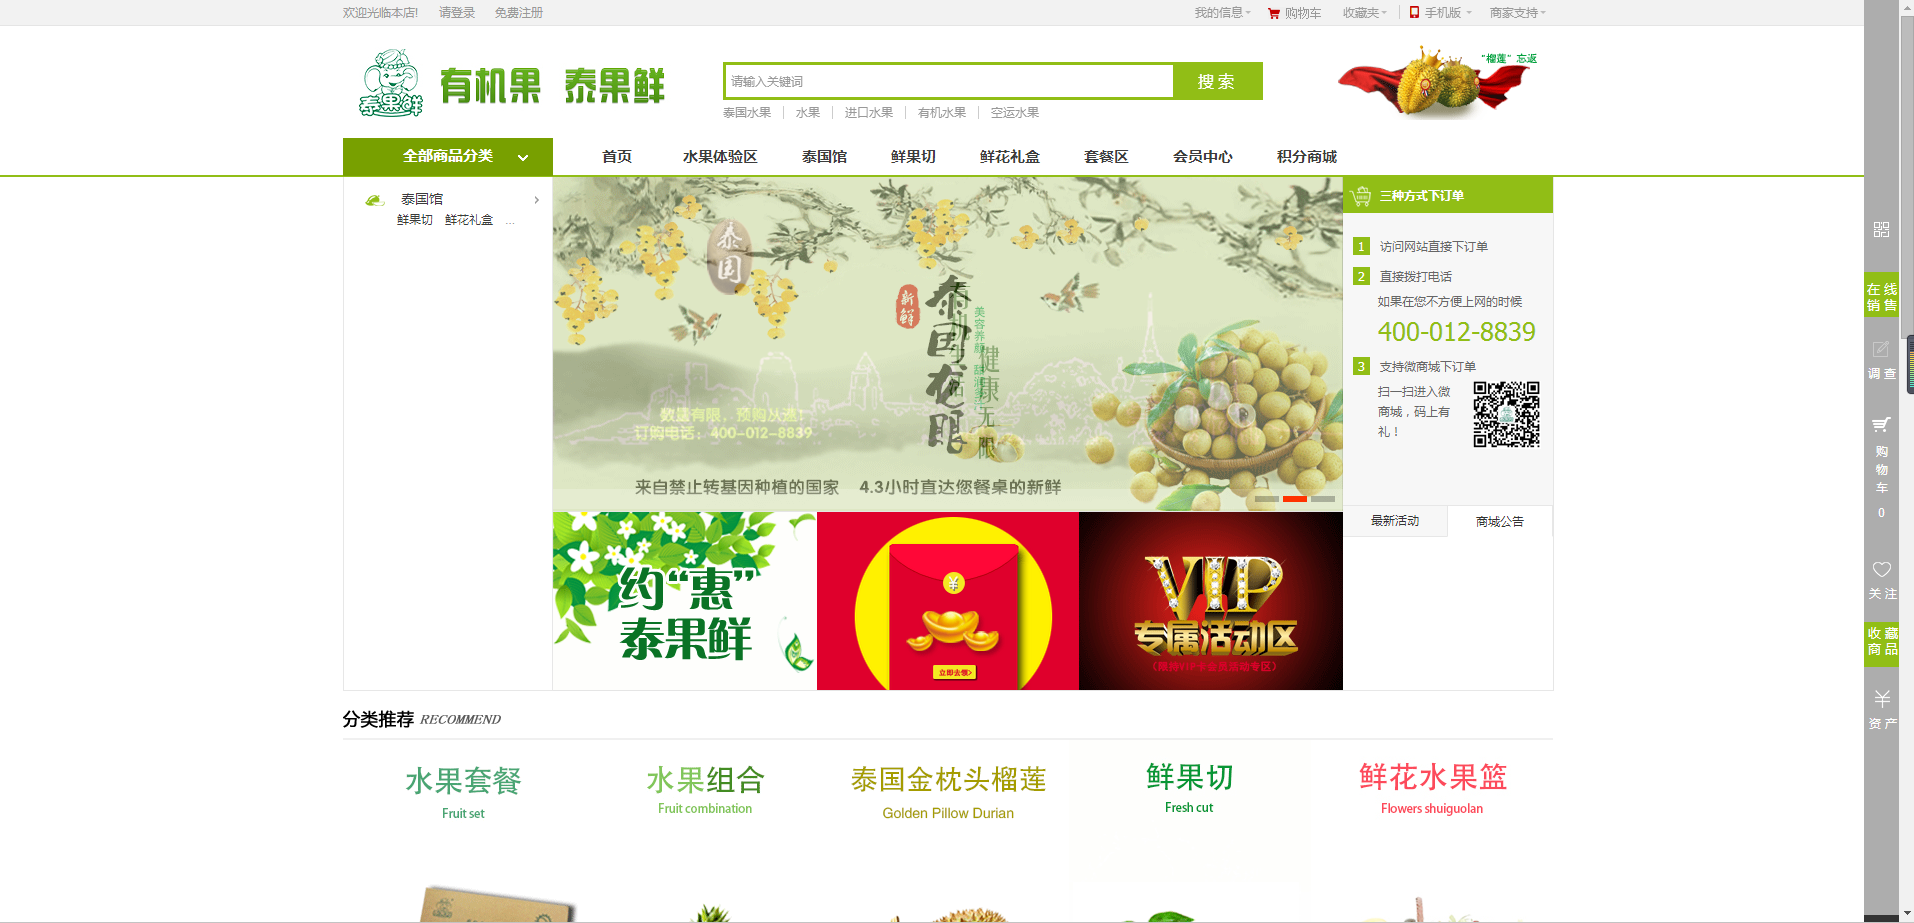 欢迎光临本店! 请登录 免费注册
我的信息 购物车 收藏夹 手机版 商家支持
泰果鲜
有机果 泰果鲜
请输入关键词
搜索
泰国水果 水果 进口水果 有机水果 空运水果
“榴莲”忘返
全部商品分类
首页 水果体验区 泰国馆 鲜果切 鲜花礼盒 套餐区 会员中心 积分商城
泰国馆
鲜果切 鲜花礼盒 ...
泰国
新鲜
泰国龙眼
健康无限
数量有限，预购从速！
订购电话：400-012-8839
来自禁止转基因种植的国家 4.3小时直达您餐桌的新鲜
三种方式下订单
1 访问网站直接下订单
2 直接拨打电话
如果在您不方便上网的时候
400-012-8839
3 支持微商城下订单
扫一扫进入微
商城，码上有
礼！
最新活动 商城公告
约“惠”
泰果鲜
¥
立即去领>
VIP
专属活动区
(限持VIP卡会员活动专区)
分类推荐 RECOMMEND
水果套餐
Fruit set
水果组合
Fruit combination
泰国金枕头榴莲
Golden Pillow Durian
鲜果切
Fresh cut
鲜花水果篮
Flowers shuiguolan
在线
销售
调查
购
物
车
0
关注
收藏
商品
资产